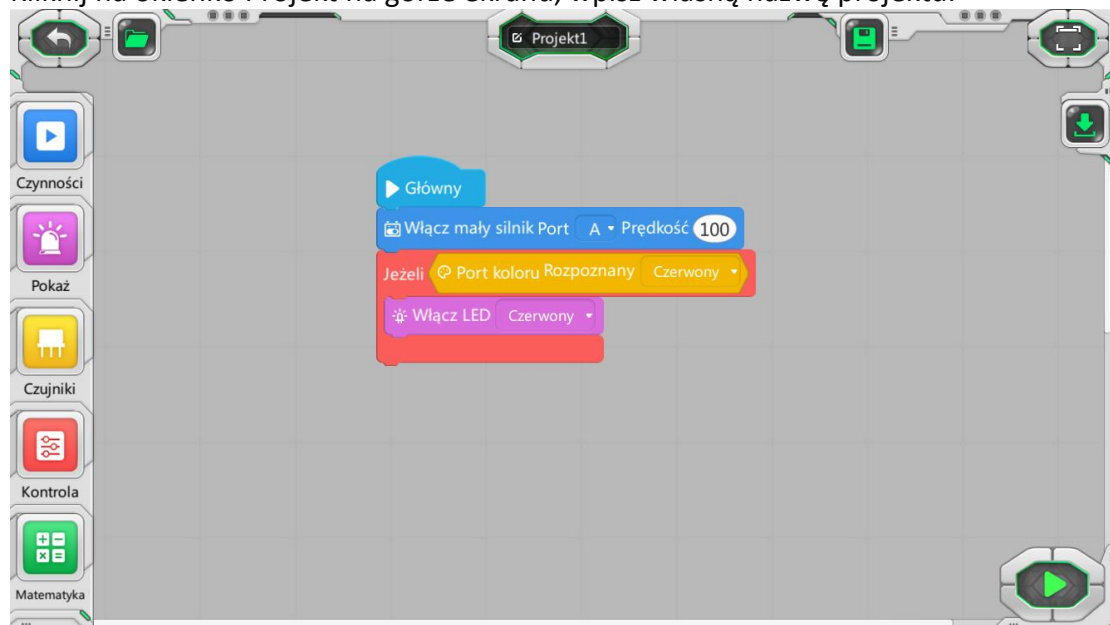 Kliknij na okienko Projekt na górze ekranu, wpisz własną nazwę projektu.
Projekt1
Czynności
Pokaż
Czujniki
Kontrola
Matematyka
Główny
Włącz mały silnik Port A Prędkość 100
Jeżeli Port koloru Rozpoznany Czerwony
Włącz LED Czerwony